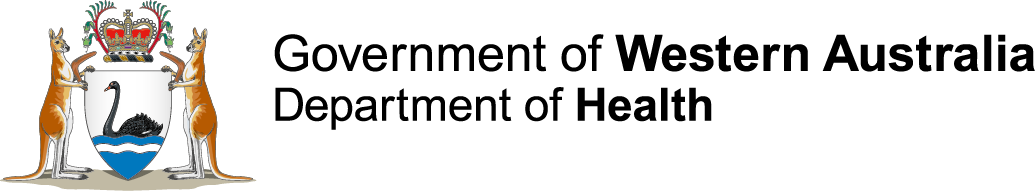 Government of Western Australia
Department of Health